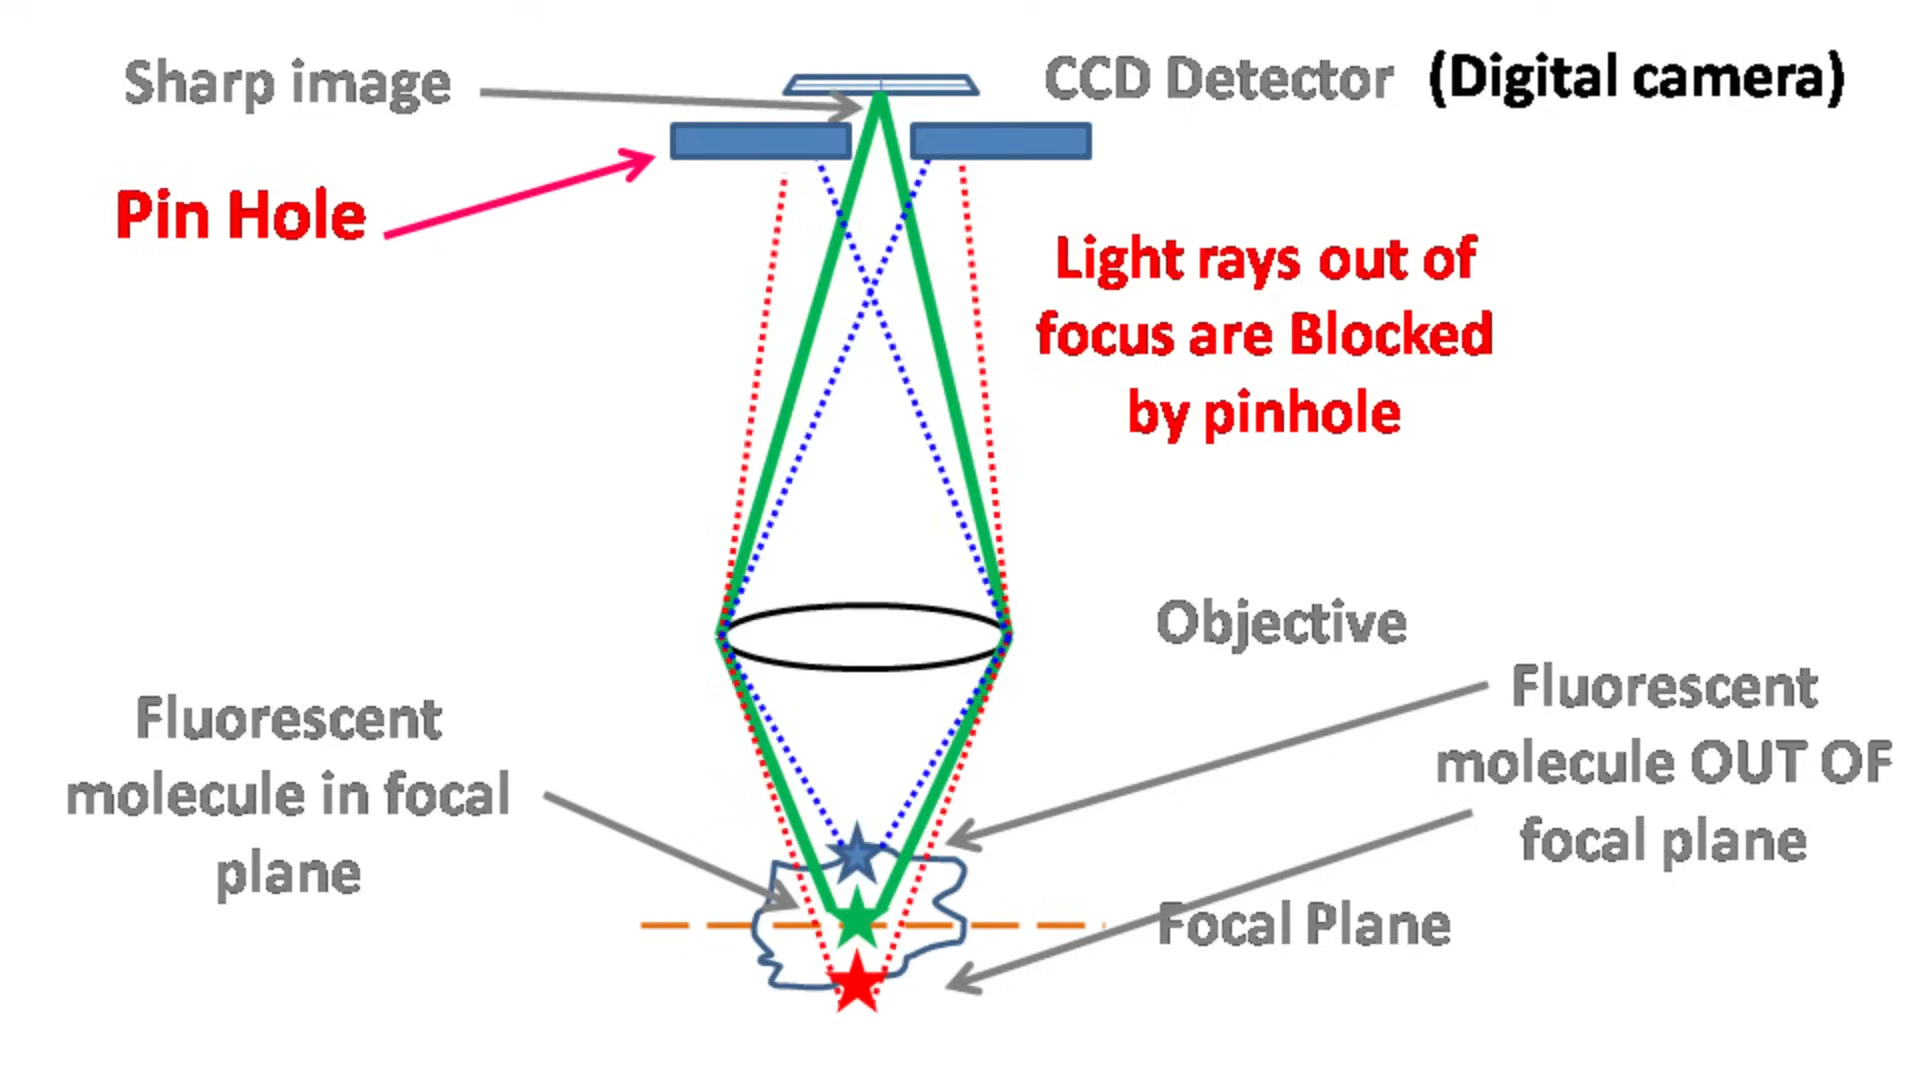 Sharp image
CCD Detector (Digital camera)
Pin Hole
Light rays out of
focus are Blocked
by pinhole
Objective
Fluorescent
molecule in focal
plane
Fluorescent
molecule OUT OF
focal plane
Focal Plane